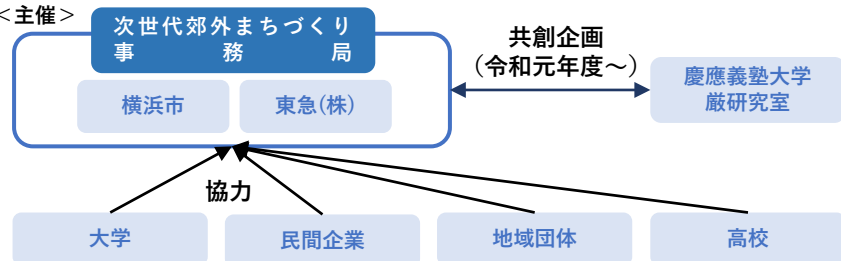 <主催>
次世代郊外まちづくり
事務局
横浜市
東急(株)
共創企画
(令和元年度～)
慶應義塾大学
厳研究室
協力
大学
民間企業
地域団体
高校